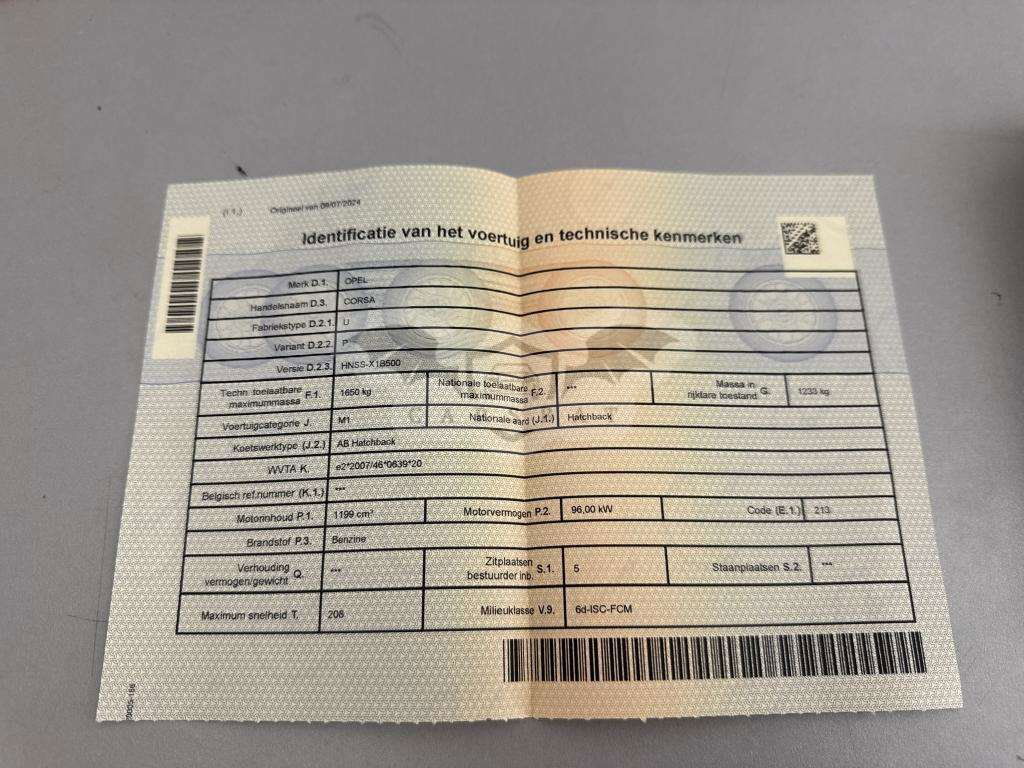 (I 1.) Origineel van 09/07/2024
Identificatie van het voertuig en technische kenmerken
Merk D.1. OPEL
Handelsnaam D.3. CORSA
Fabriekstype D.2.1. U
Variant D.2.2. P
Versie D.2.3. HNSS-X1B500
Techn. toelaatbare maximummassa F.1. 1650 kg Nationale toelaatbare maximummassa F.2. *** Massa in rijklare toestand G. 1233 kg
Voertuigcategorie J. M1 Nationale aard (J.1.) Hatchback
Koetswerktype (J.2.) AB Hatchback
WVTA K. e2*2007/46*0639*20
Belgisch ref.nummer (K.1.) ***
Motorinhoud P.1. 1199 cm³ Motorvermogen P.2. 96,00 kW Code (E.1.) 213
Brandstof P.3. Benzine
Verhouding vermogen/gewicht Q. *** Zitplaatsen bestuurder inb. S.1. 5 Staanplaatsen S.2. ***
Maximum snelheid T. 208 Milieuklasse V.9. 6d-ISC-FCM